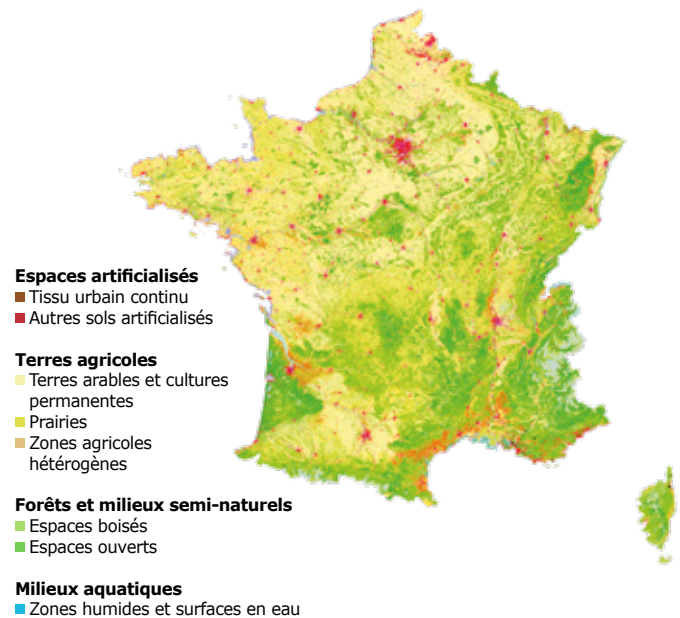 Espaces artificialisés
Tissu urbain continu
Autres sols artificialisés
Terres agricoles
Terres arables et cultures
permanentes
Prairies
Zones agricoles
hétérogènes
Forêts et milieux semi-naturels
Espaces boisés
Espaces ouverts
Milieux aquatiques
Zones humides et surfaces en eau